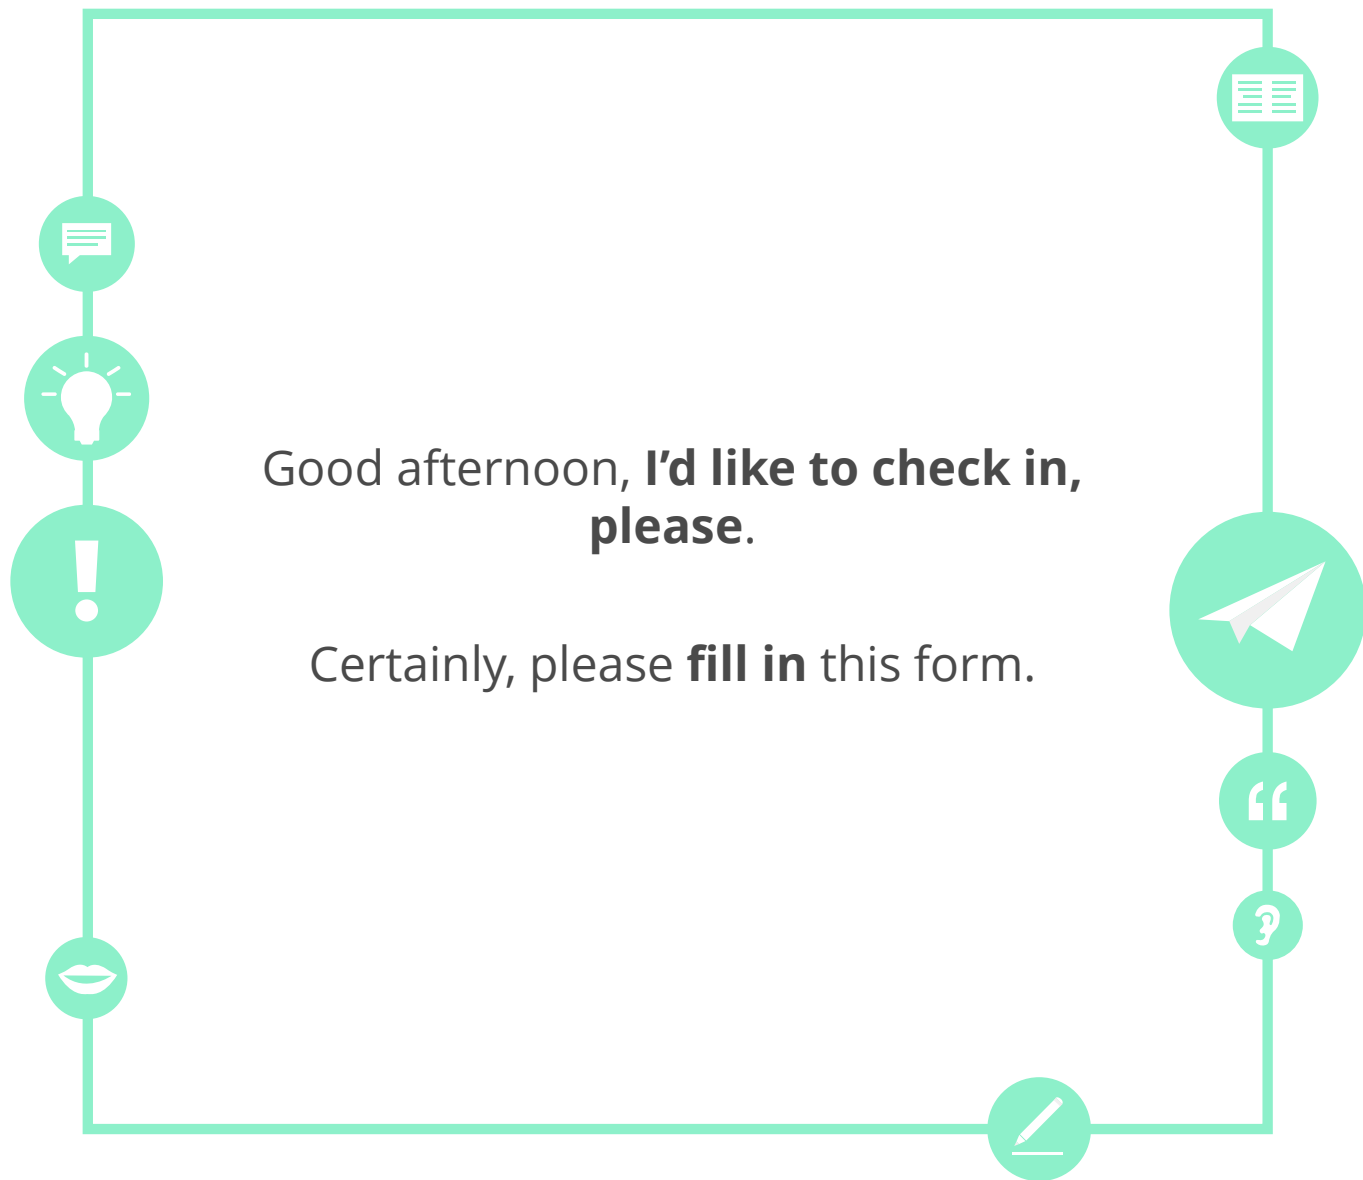 Good afternoon, I’d like to check in,
please.
Certainly, please fill in this form.